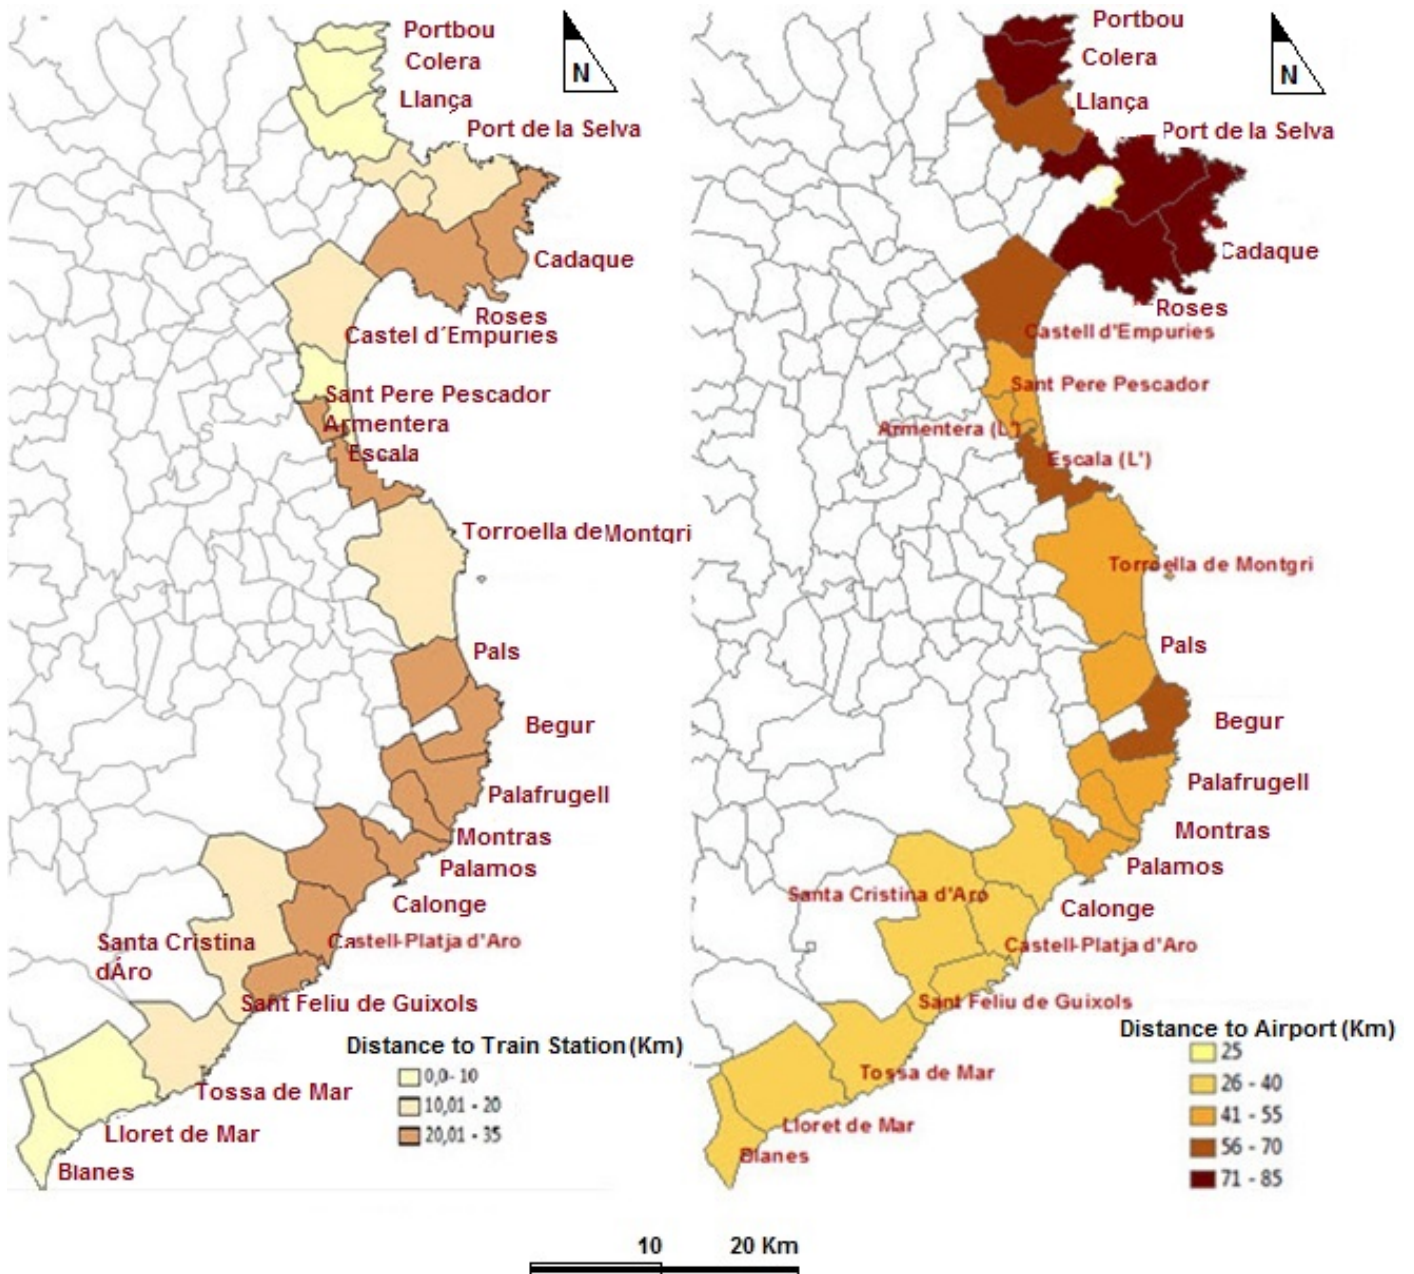 Portbou
Colera
Llança
Port de la Selva
N
Cadaque
Roses
Castel d´Empuries
Sant Pere Pescador
Armentera
Escala
Torroella de Montgri
Pals
Begur
Palafrugell
Montras
Palamos
Calonge
Castell-Platja d'Aro
Santa Cristina
dÁro
Sant Feliu de Guixols
Tossa de Mar
Lloret de Mar
Blanes
Distance to Train Station (Km)
0,0- 10
10,01 - 20
20,01 - 35
Portbou
Colera
Llança
Port de la Selva
N
Cadaque
Roses
Castell d'Empuries
Sant Pere Pescador
Armentera (L')
Escala (L')
Torroella de Montgri
Pals
Begur
Palafrugell
Montras
Palamos
Santa Cristina d'Aro
Calonge
Castell-Platja d'Aro
Sant Feliu de Guixols
Tossa de Mar
Lloret de Mar
Blanes
Distance to Airport (Km)
25
26 - 40
41 - 55
56 - 70
71 - 85
10 20 Km